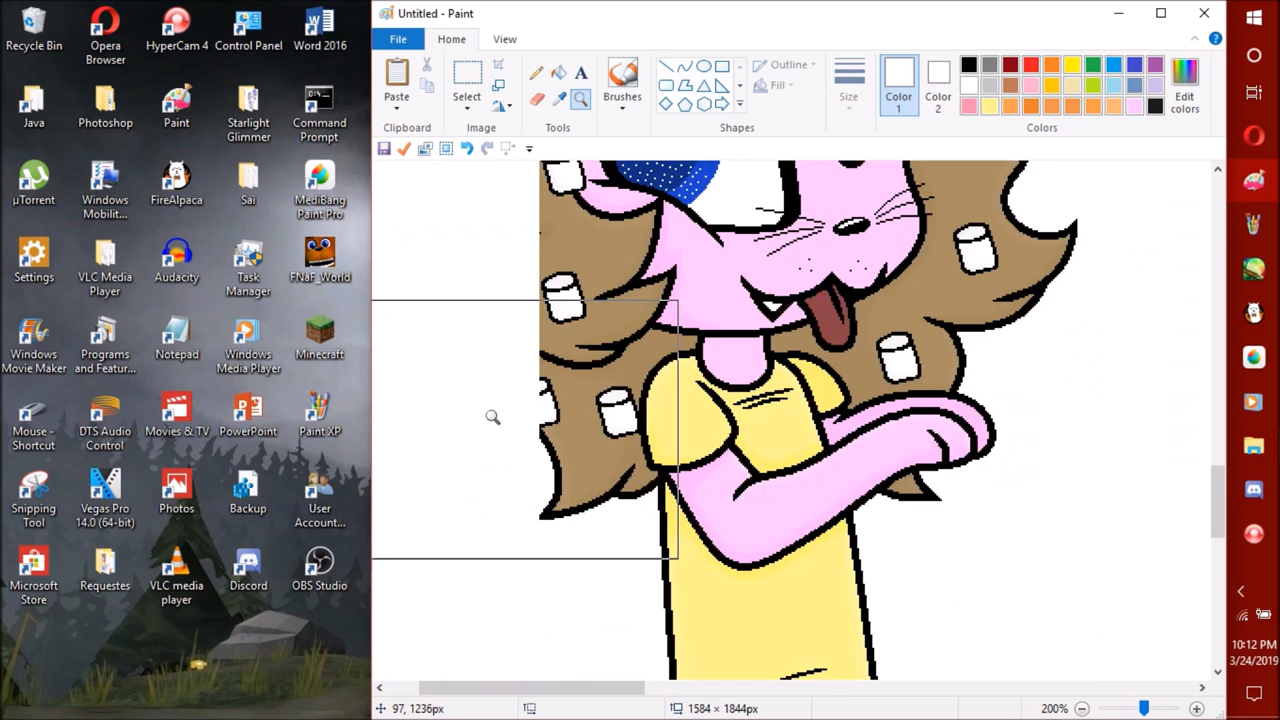 Untitled - Paint
File
Home
View
Paste
Select
Brushes
Outline
Fill
Size
Color
1
Color
2
Edit
colors
Clipboard
Image
Tools
Shapes
Colors
Recycle Bin
Opera
Browser
HyperCam 4
Control Panel
Word 2016
Java
Photoshop
Paint
Starlight
Glimmer
Command
Prompt
µTorrent
Windows
Mobilit...
FireAlpaca
Sai
MediBang
Paint Pro
Settings
VLC Media
Player
Audacity
Task
Manager
FNaF_World
Windows
Movie Maker
Programs
and Featur...
Notepad
Windows
Media Player
Minecraft
Mouse -
Shortcut
DTS Audio
Control
Movies & TV
PowerPoint
Paint XP
Snipping
Tool
Vegas Pro
14.0 (64-bit)
Photos
Backup
User
Account...
Microsoft
Store
Requestes
VLC media
player
Discord
OBS Studio
10:12 PM
3/24/2019
97, 1236px
1584 × 1844px
200%